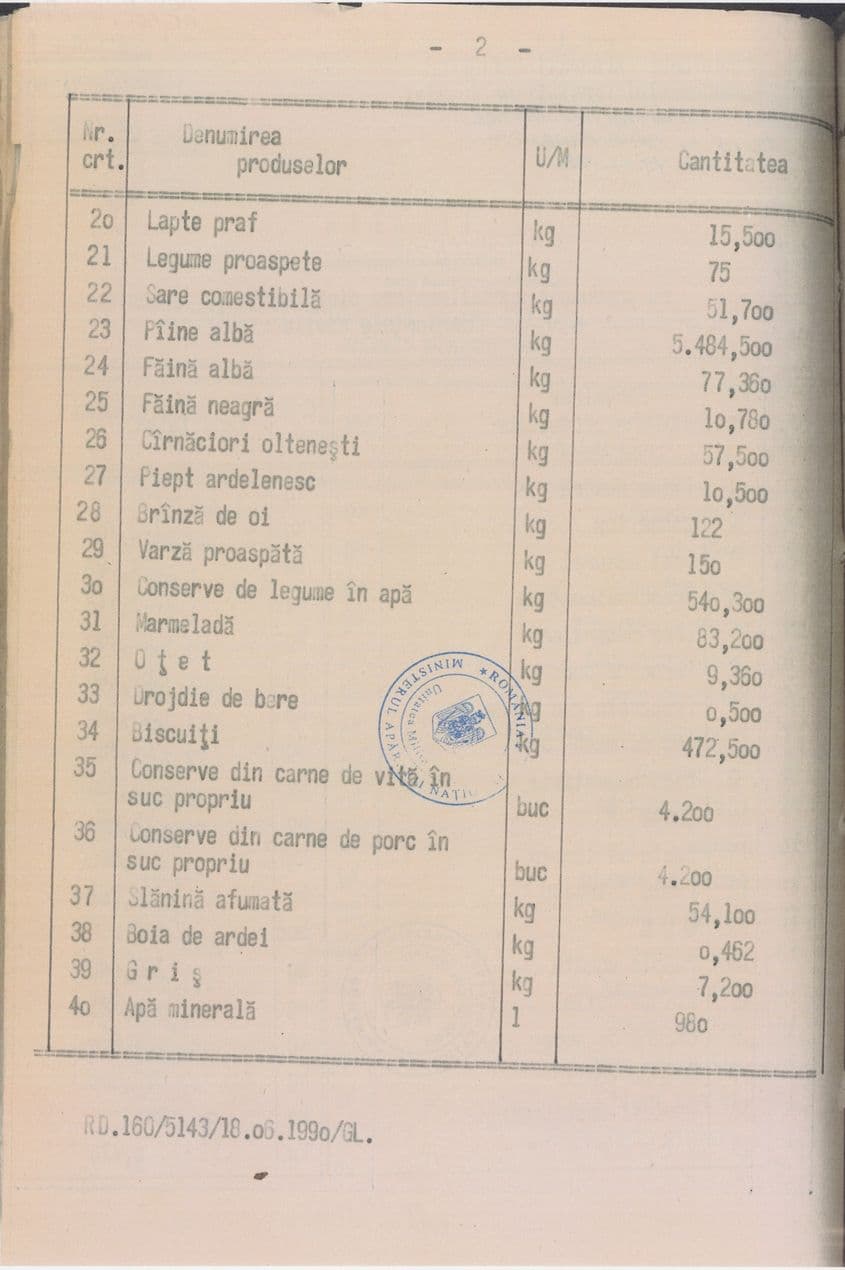 - 2 -
Nr. crt. Denumirea produselor U/M Cantitatea
2o Lapte praf kg 15,5oo
21 Legume proaspete kg 75
22 Sare comestibilă kg 51,7oo
23 Pîine albă kg 5.484,5oo
24 Făină albă kg 77,36o
25 Făină neagră kg lo,78o
26 Cîrnăciori oltenești kg 57,5oo
27 Piept ardelenesc kg lo,5oo
28 Brînză de oi kg 122
29 Varză proaspătă kg 15o
3o Conserve de legume în apă kg 54o,3oo
31 Marmeladă kg 83,2oo
32 O ţ e t kg 9,36o
33 Drojdie de bere kg o,5oo
34 Biscuiţi kg 472,5oo
35 Conserve din carne de vită în
suc propriu buc 4.2oo
36 Conserve din carne de porc în
suc propriu buc 4.2oo
37 Slănină afumată kg 54,loo
38 Boia de ardei kg o,462
39 G r i ş kg 7,2oo
4o Apă minerală l 98o
ROMÂNIA * MINISTERUL
Unitatea
RD.160/5143/18.o6.199o/GL.